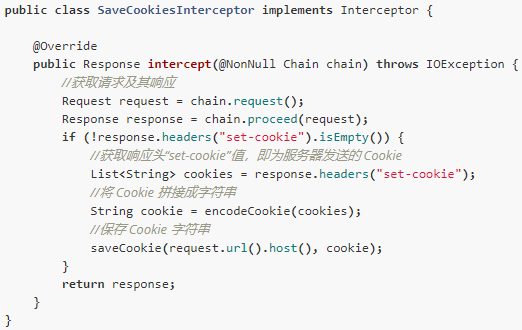 public class SaveCookiesInterceptor implements Interceptor {
@Override
public Response intercept(@NonNull Chain chain) throws IOException {
//获取请求及其响应
Request request = chain.request();
Response response = chain.proceed(request);
if (!response.headers("set-cookie").isEmpty()) {
//获取响应头“set-cookie”值，即为服务器发送的 Cookie
List<String> cookies = response.headers("set-cookie");
//将 Cookie 拼接成字符串
String cookie = encodeCookie(cookies);
//保存 Cookie 字符串
saveCookie(request.url().host(), cookie);
}
return response;
}
}